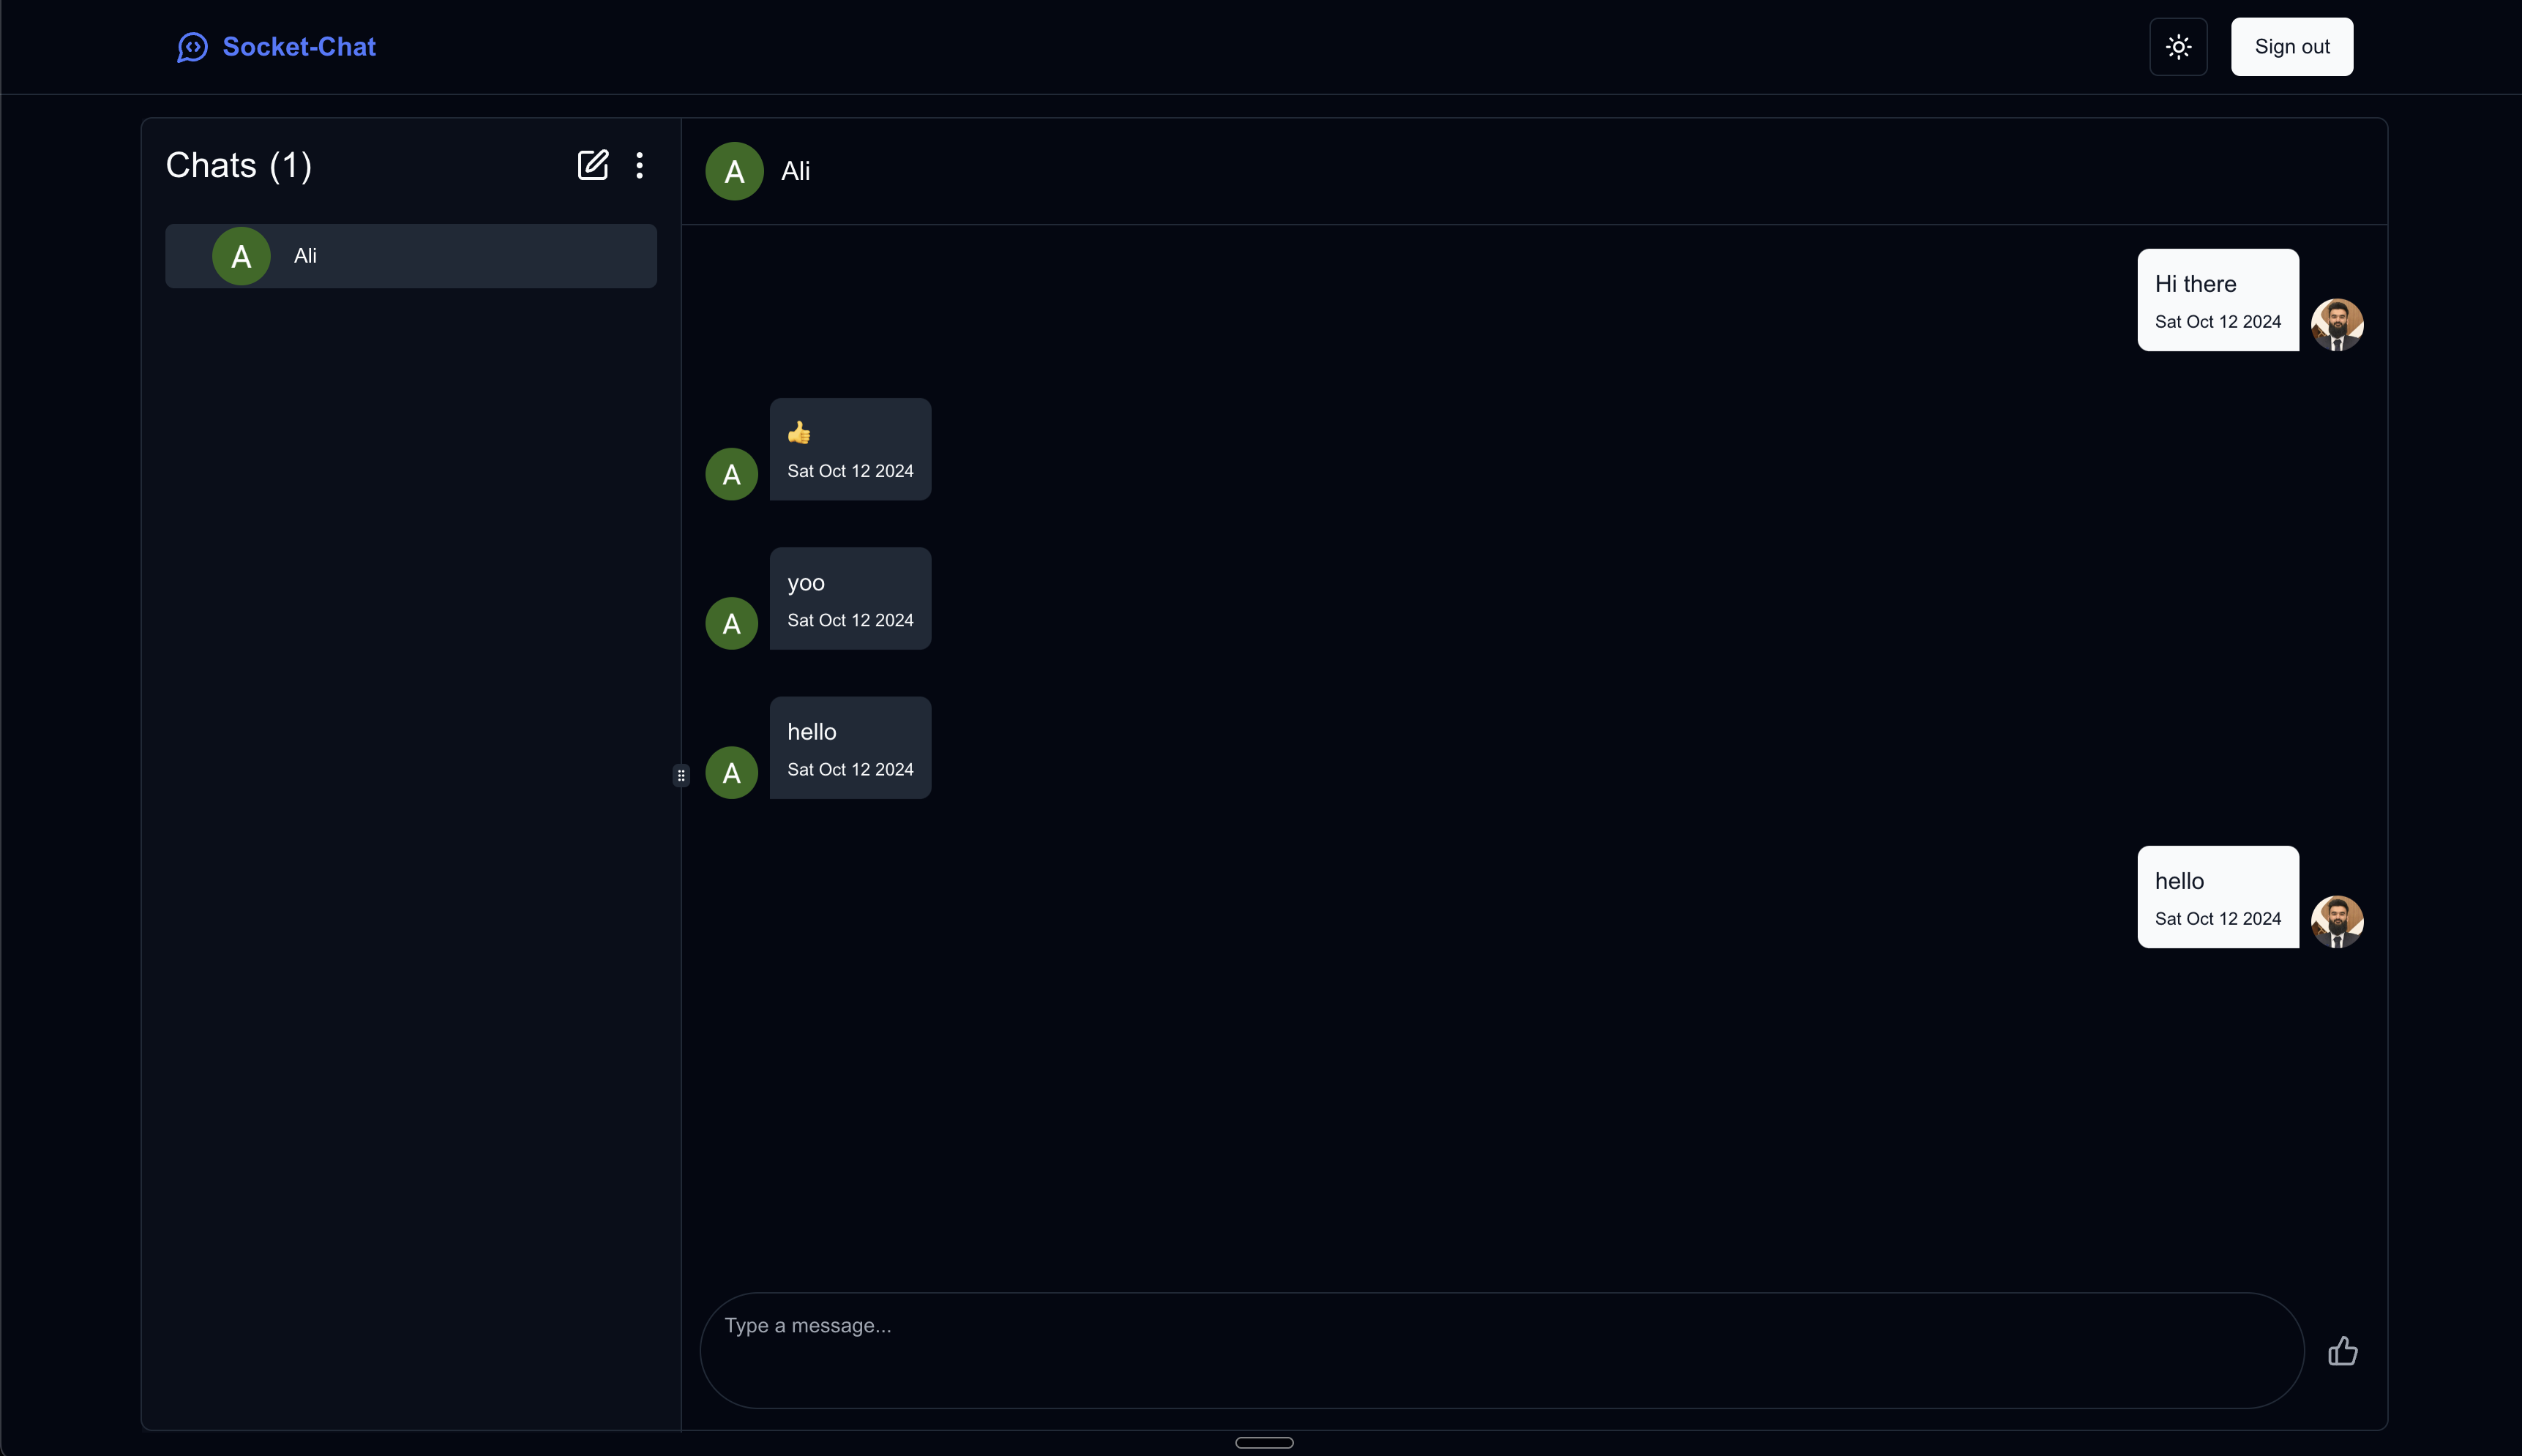 Socket-Chat
Sign out
Chats (1)
A
Ali
A
Ali
Hi there
Sat Oct 12 2024
👍
Sat Oct 12 2024
A
yoo
Sat Oct 12 2024
A
hello
Sat Oct 12 2024
A
hello
Sat Oct 12 2024
Type a message...